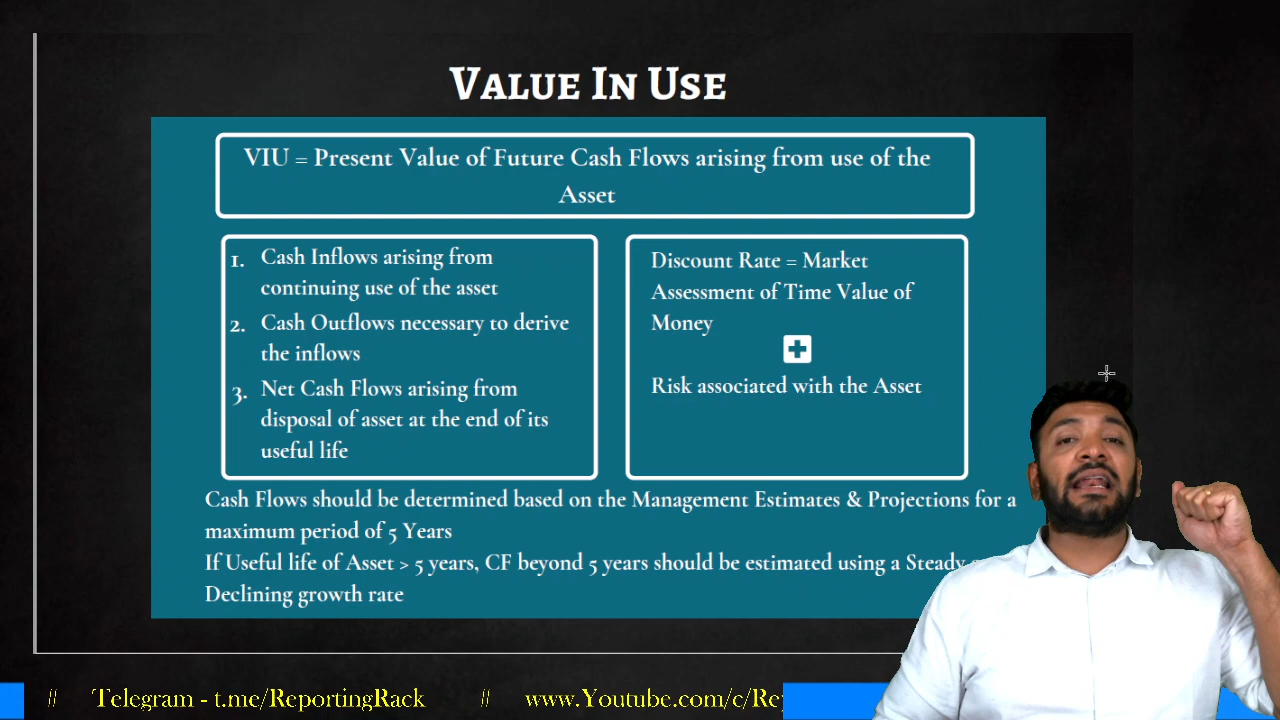 VALUE IN USE
VIU = Present Value of Future Cash Flows arising from use of the
Asset
1. Cash Inflows arising from
continuing use of the asset
2. Cash Outflows necessary to derive
the inflows
3. Net Cash Flows arising from
disposal of asset at the end of its
useful life
Discount Rate = Market
Assessment of Time Value of
Money
Risk associated with the Asset
Cash Flows should be determined based on the Management Estimates & Projections for a
maximum period of 5 Years
If Useful life of Asset > 5 years, CF beyond 5 years should be estimated using a Steady
Declining growth rate
// Telegram - t.me/ReportingRack // www.Youtube.com/c/Re